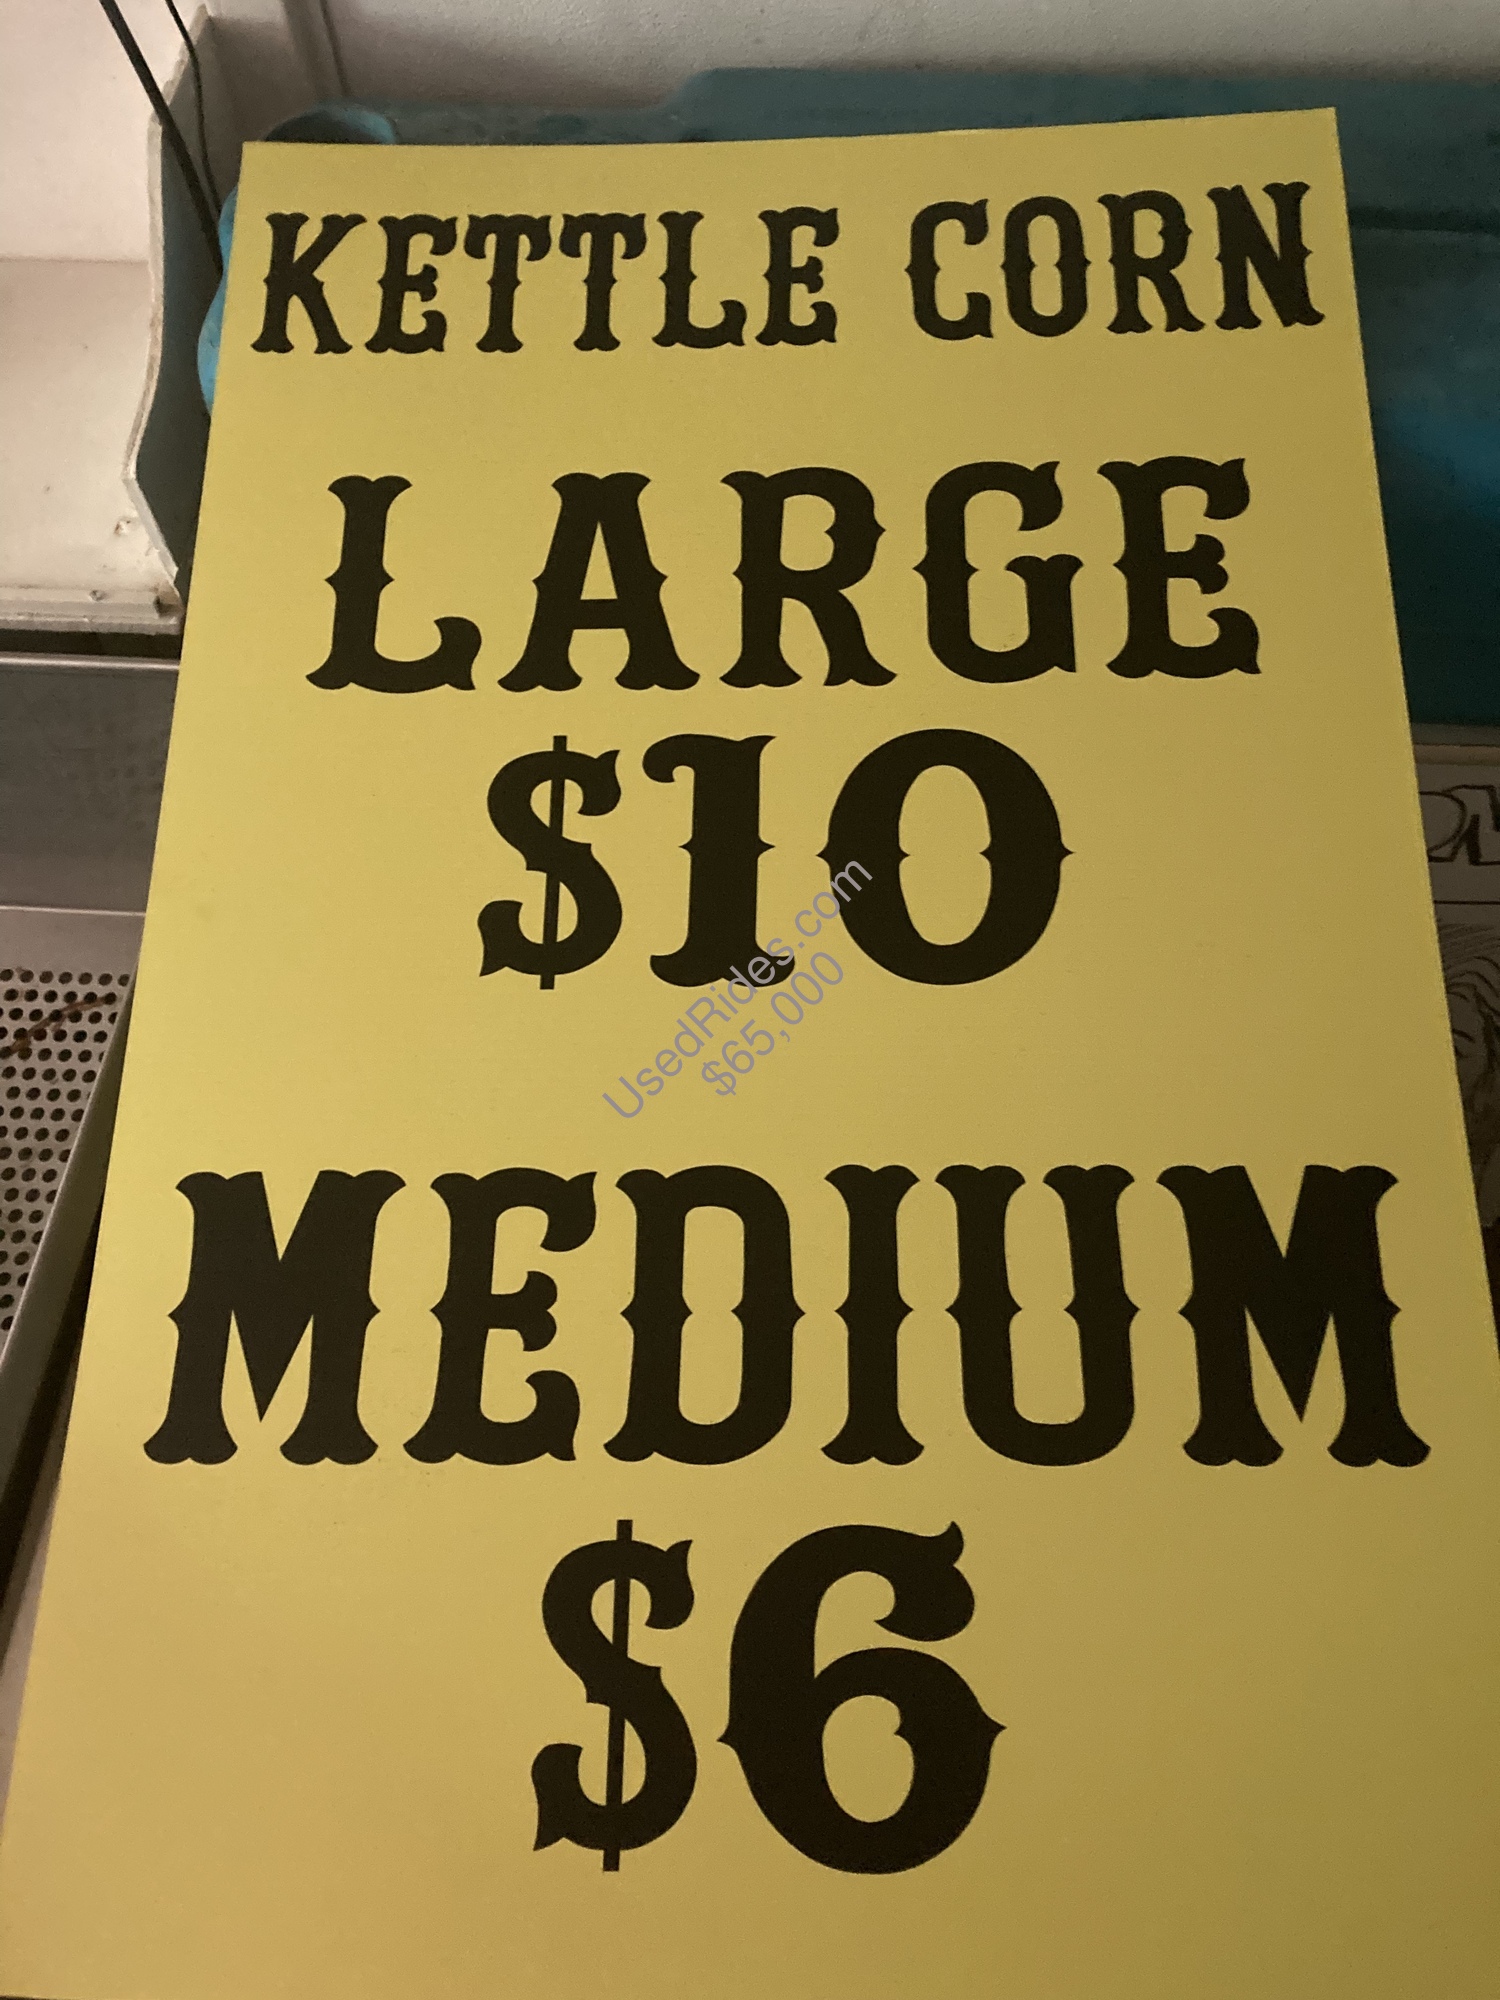 KETTLE CORN
LARGE
$10
UsedRides.com
$65,000
MEDIUM
$6